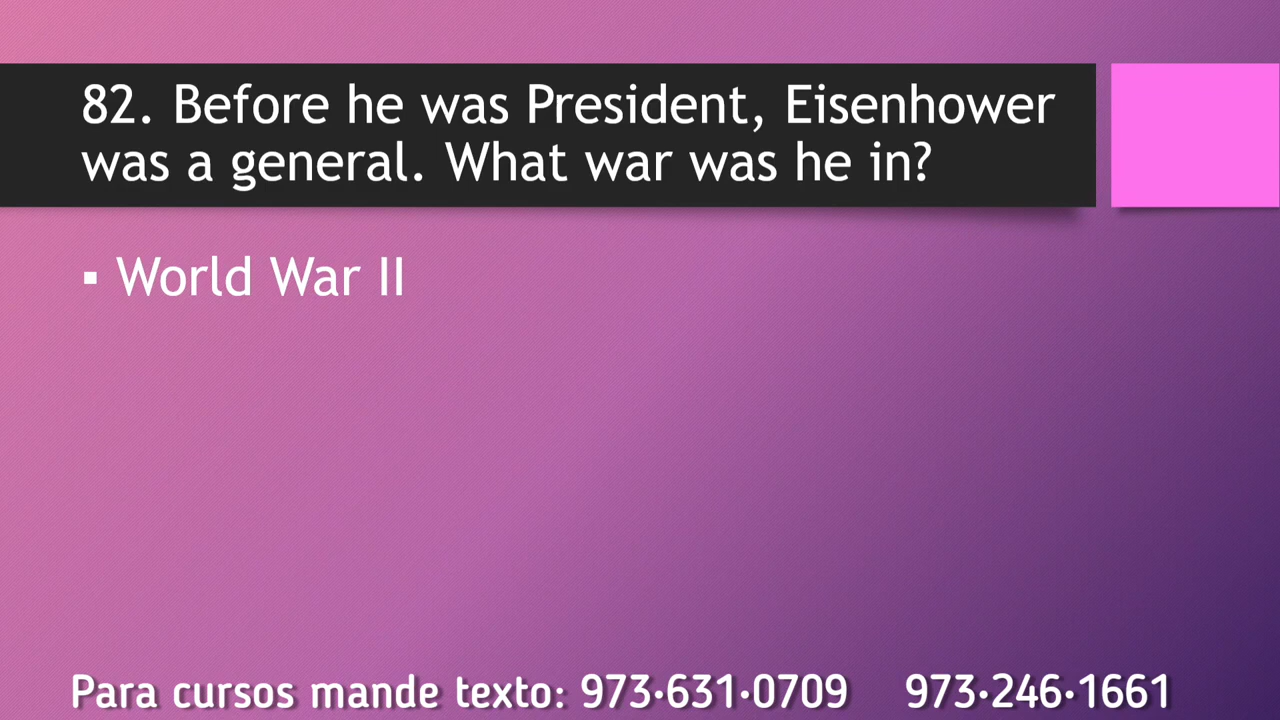 82. Before he was President, Eisenhower
was a general. What war was he in?
▪ World War II
Para cursos mande texto: 973·631·0709 973·246·1661